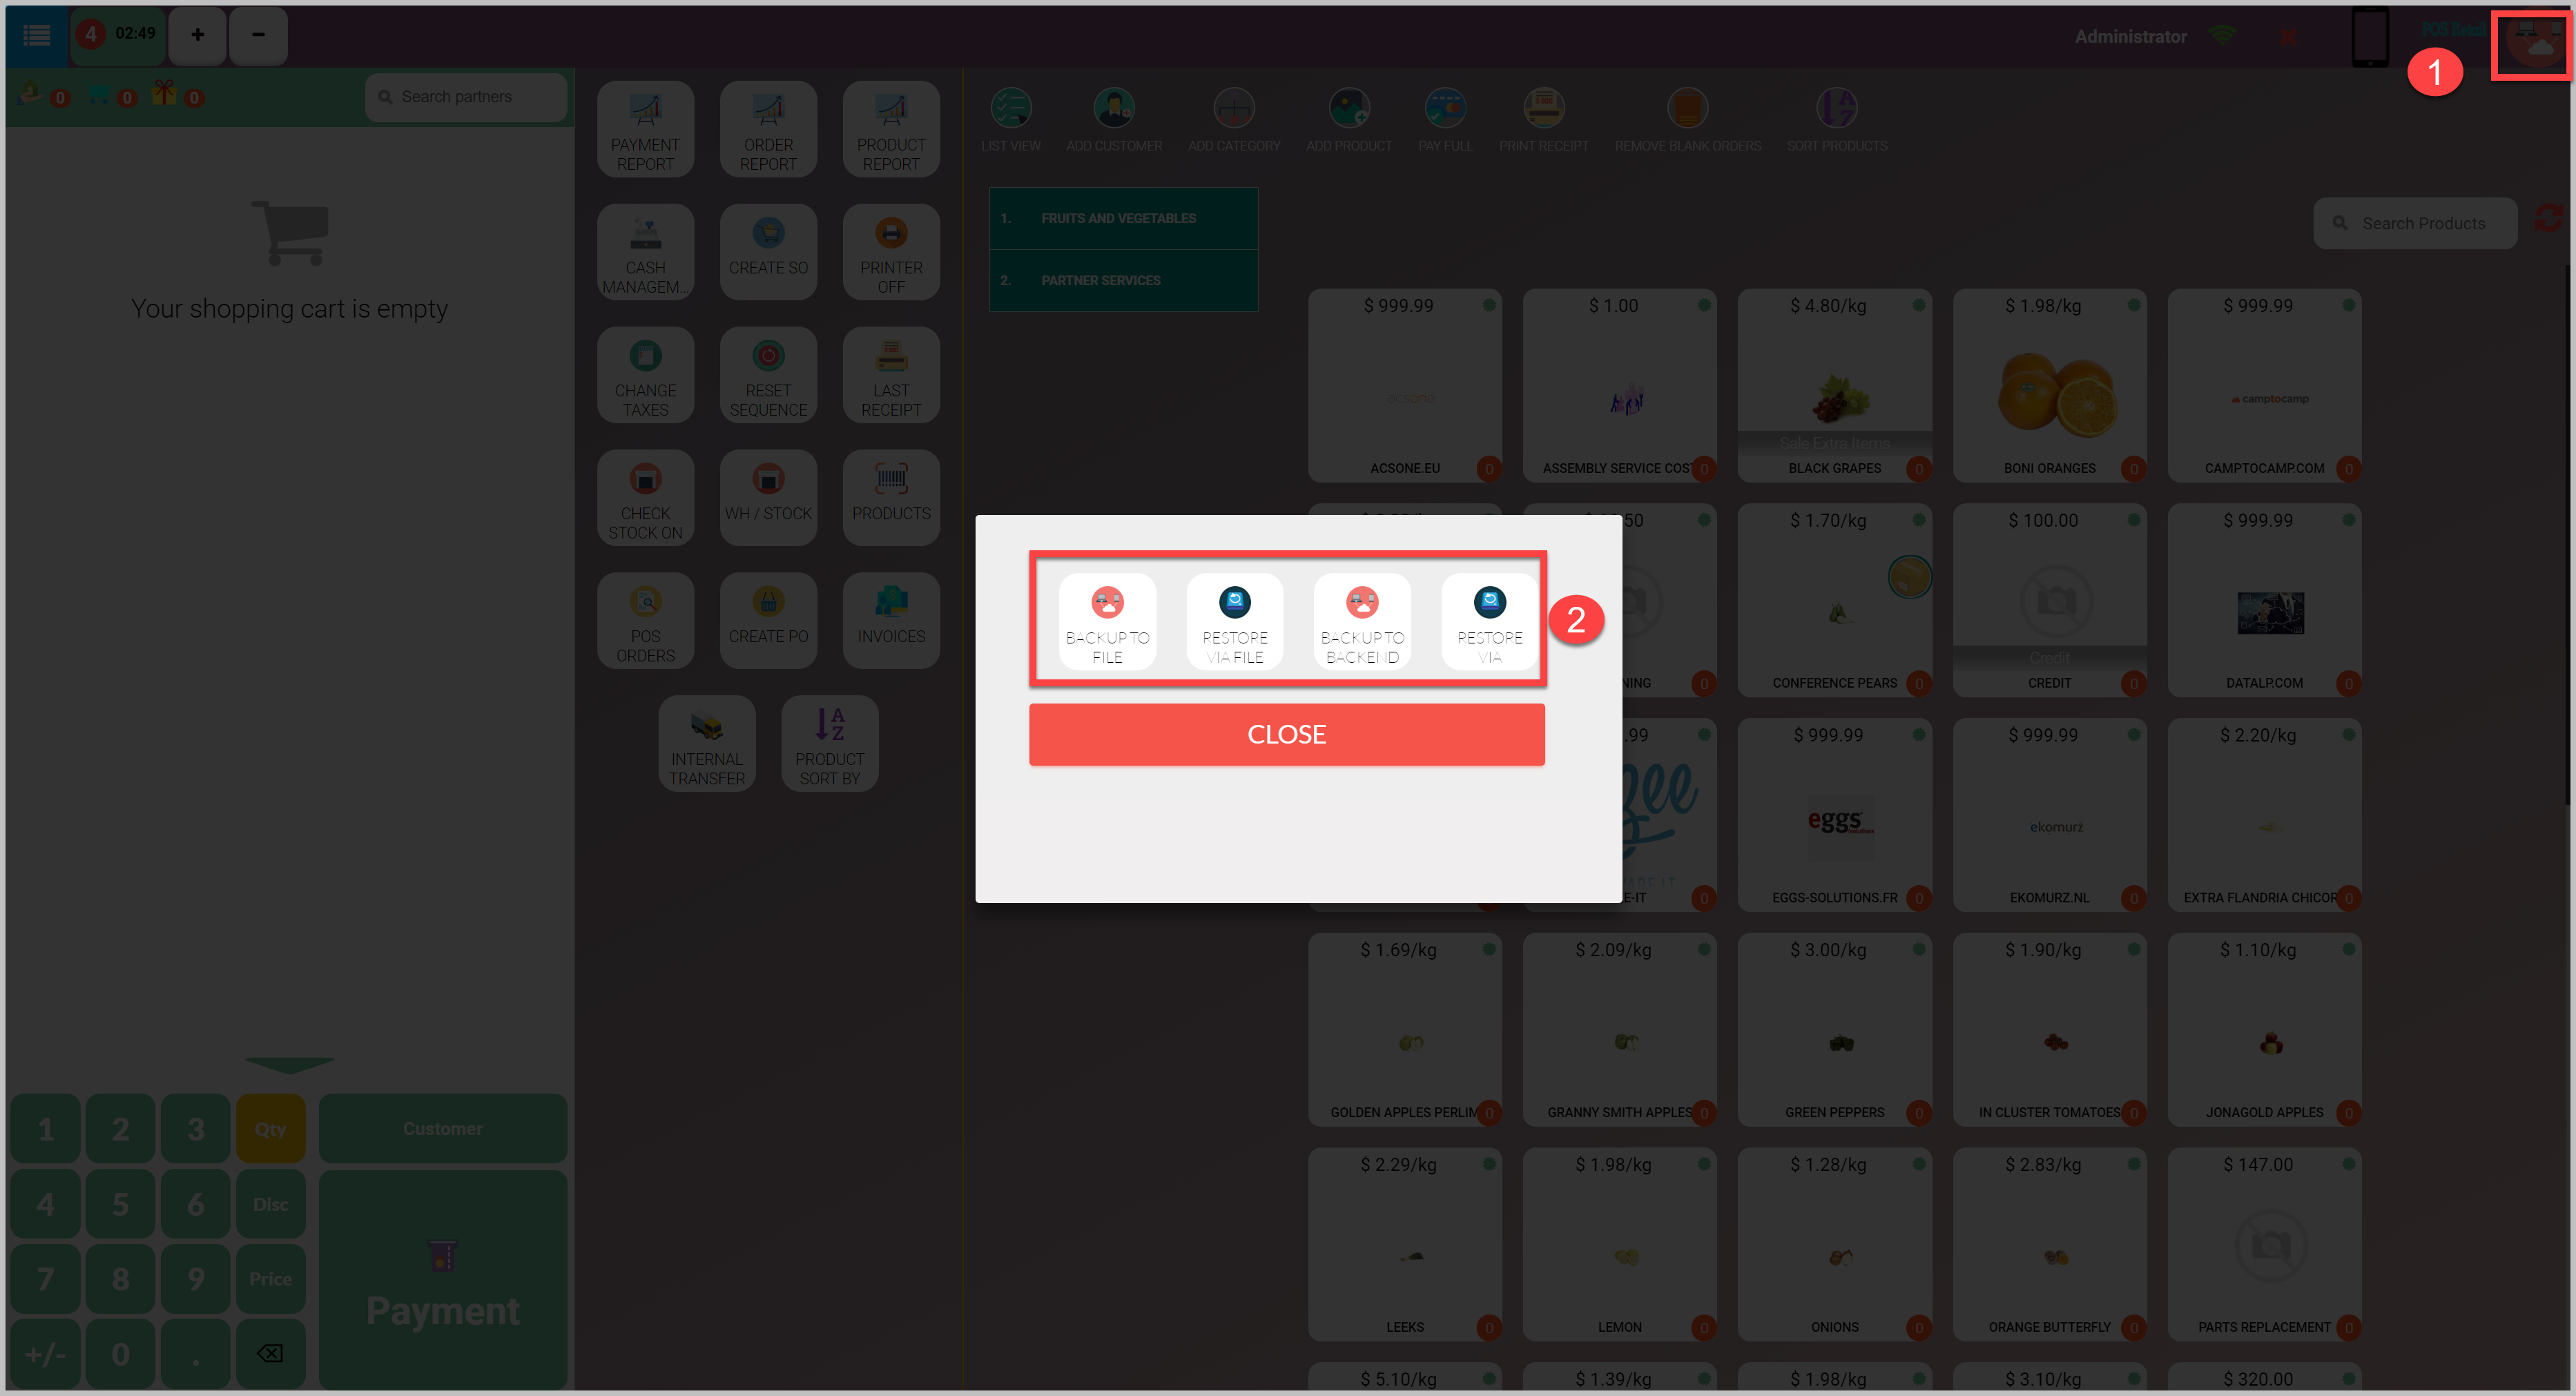 4 02:49 + −
Administrator
POS Retail
1
0 0 0
Search partners
Your shopping cart is empty
PAYMENT
REPORT
ORDER
REPORT
PRODUCT
REPORT
CASH
MANAGEM...
CREATE SO
PRINTER
OFF
CHANGE
TAXES
RESET
SEQUENCE
LAST
RECEIPT
CHECK
STOCK ON
WH / STOCK
PRODUCTS
POS
ORDERS
CREATE PO
INVOICES
INTERNAL
TRANSFER
PRODUCT
SORT BY
LIST VIEW
ADD CUSTOMER
ADD CATEGORY
ADD PRODUCT
PAY FULL
PRINT RECEIPT
REMOVE BLANK ORDERS
SORT PRODUCTS
1. FRUITS AND VEGETABLES
2. PARTNER SERVICES
Search Products
$ 999.99
acsone
ACSONE.EU
0
$ 1.00
ASSEMBLY SERVICE COST
0
$ 4.80/kg
Sale Extra Items
BLACK GRAPES
0
$ 1.98/kg
BONI ORANGES
0
$ 999.99
camptocamp
CAMPTOCAMP.COM
0
.50
NING
0
$ 1.70/kg
CONFERENCE PEARS
0
$ 100.00
Credit
CREDIT
0
$ 999.99
DATALP.COM
0
BACKUP TO
FILE
RESTORE
VIA FILE
BACKUP TO
BACKEND
RESTORE
VIA
2
CLOSE
.99
E-IT
0
$ 999.99
eggs
solutions
EGGS-SOLUTIONS.FR
0
$ 999.99
ekomurz
EKOMURZ.NL
0
$ 2.20/kg
EXTRA FLANDRIA CHICOR
0
$ 1.69/kg
GOLDEN APPLES PERLIM
0
$ 2.09/kg
GRANNY SMITH APPLES
0
$ 3.00/kg
GREEN PEPPERS
0
$ 1.90/kg
IN CLUSTER TOMATOES
0
$ 1.10/kg
JONAGOLD APPLES
0
$ 2.29/kg
LEEKS
0
$ 1.98/kg
LEMON
0
$ 1.28/kg
ONIONS
0
$ 2.83/kg
ORANGE BUTTERFLY
0
$ 147.00
PARTS REPLACEMENT
0
$ 5.10/kg
$ 1.39/kg
$ 1.98/kg
$ 3.10/kg
$ 320.00
1 2 3 Qty
Customer
4 5 6 Disc
7 8 9 Price
Payment
+/- 0 .